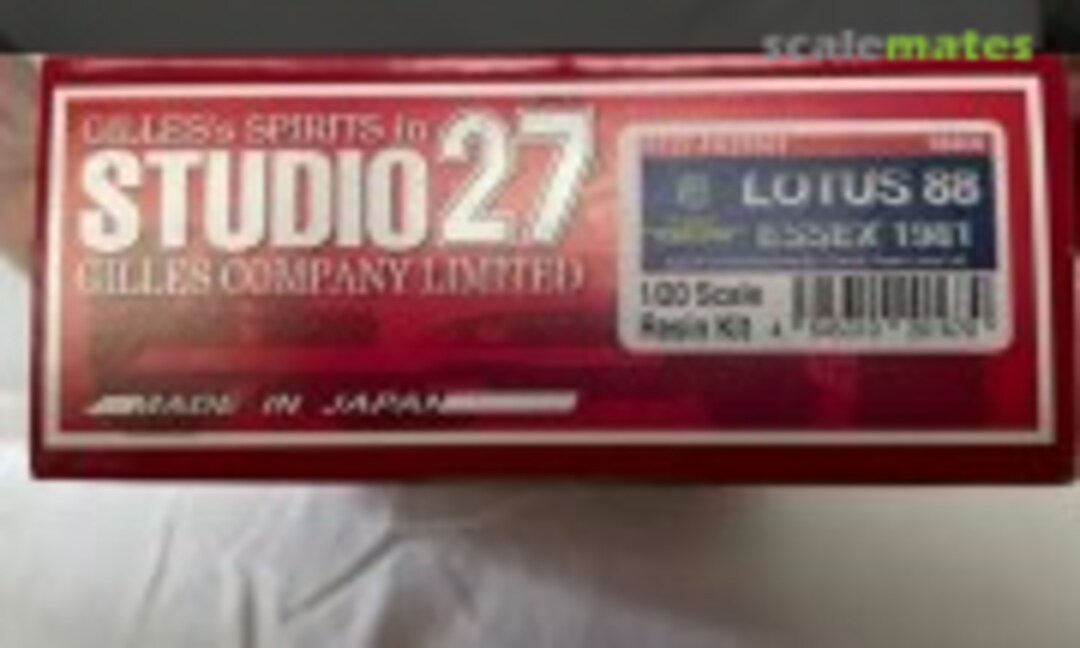 scalemates
GILLES's SPIRITS in
STUDIO27
GILLES COMPANY LIMITED
LOTUS 88
ESSEX 1981
1/20 Scale
Resin Kit
MADE IN JAPAN